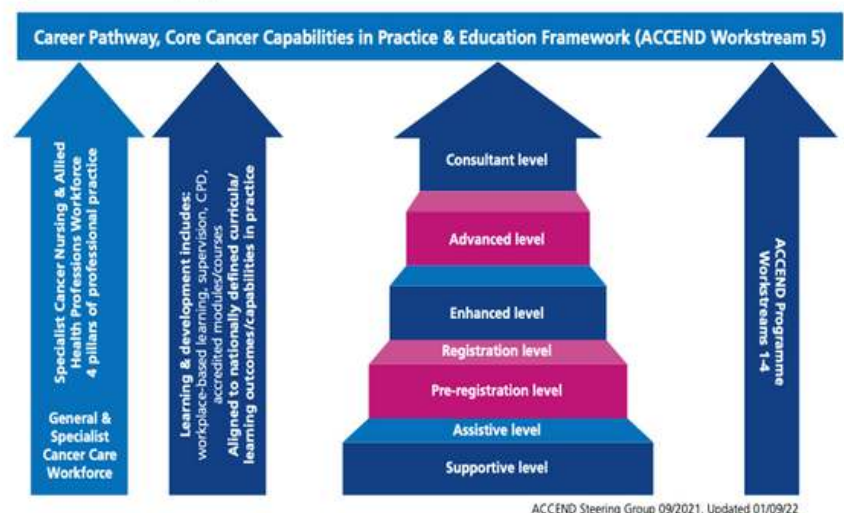 Career Pathway, Core Cancer Capabilities in Practice & Education Framework (ACCEND Workstream 5)
Specialist Cancer Nursing & Allied
Health Professions Workforce
4 pillars of professional practice
General &
Specialist
Cancer Care
Workforce
Learning & development includes:
workplace-based learning, supervision, CPD,
accredited modules/courses
Aligned to nationally defined curricula/
learning outcomes/capabilities in practice
Consultant level
Advanced level
Enhanced level
Registration level
Pre-registration level
Assistive level
Supportive level
ACCEND Programme
Workstreams 1-4
ACCEND Steering Group 09/2021. Updated 01/09/22